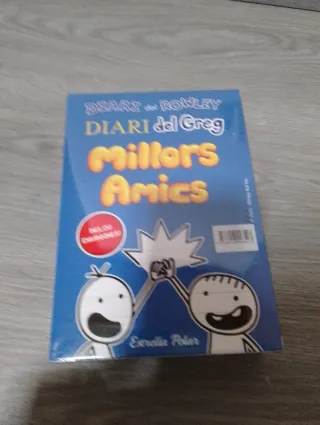 DIARI del ROWLEY
DIARI del Greg
Millors
Amics
Estrella Polar